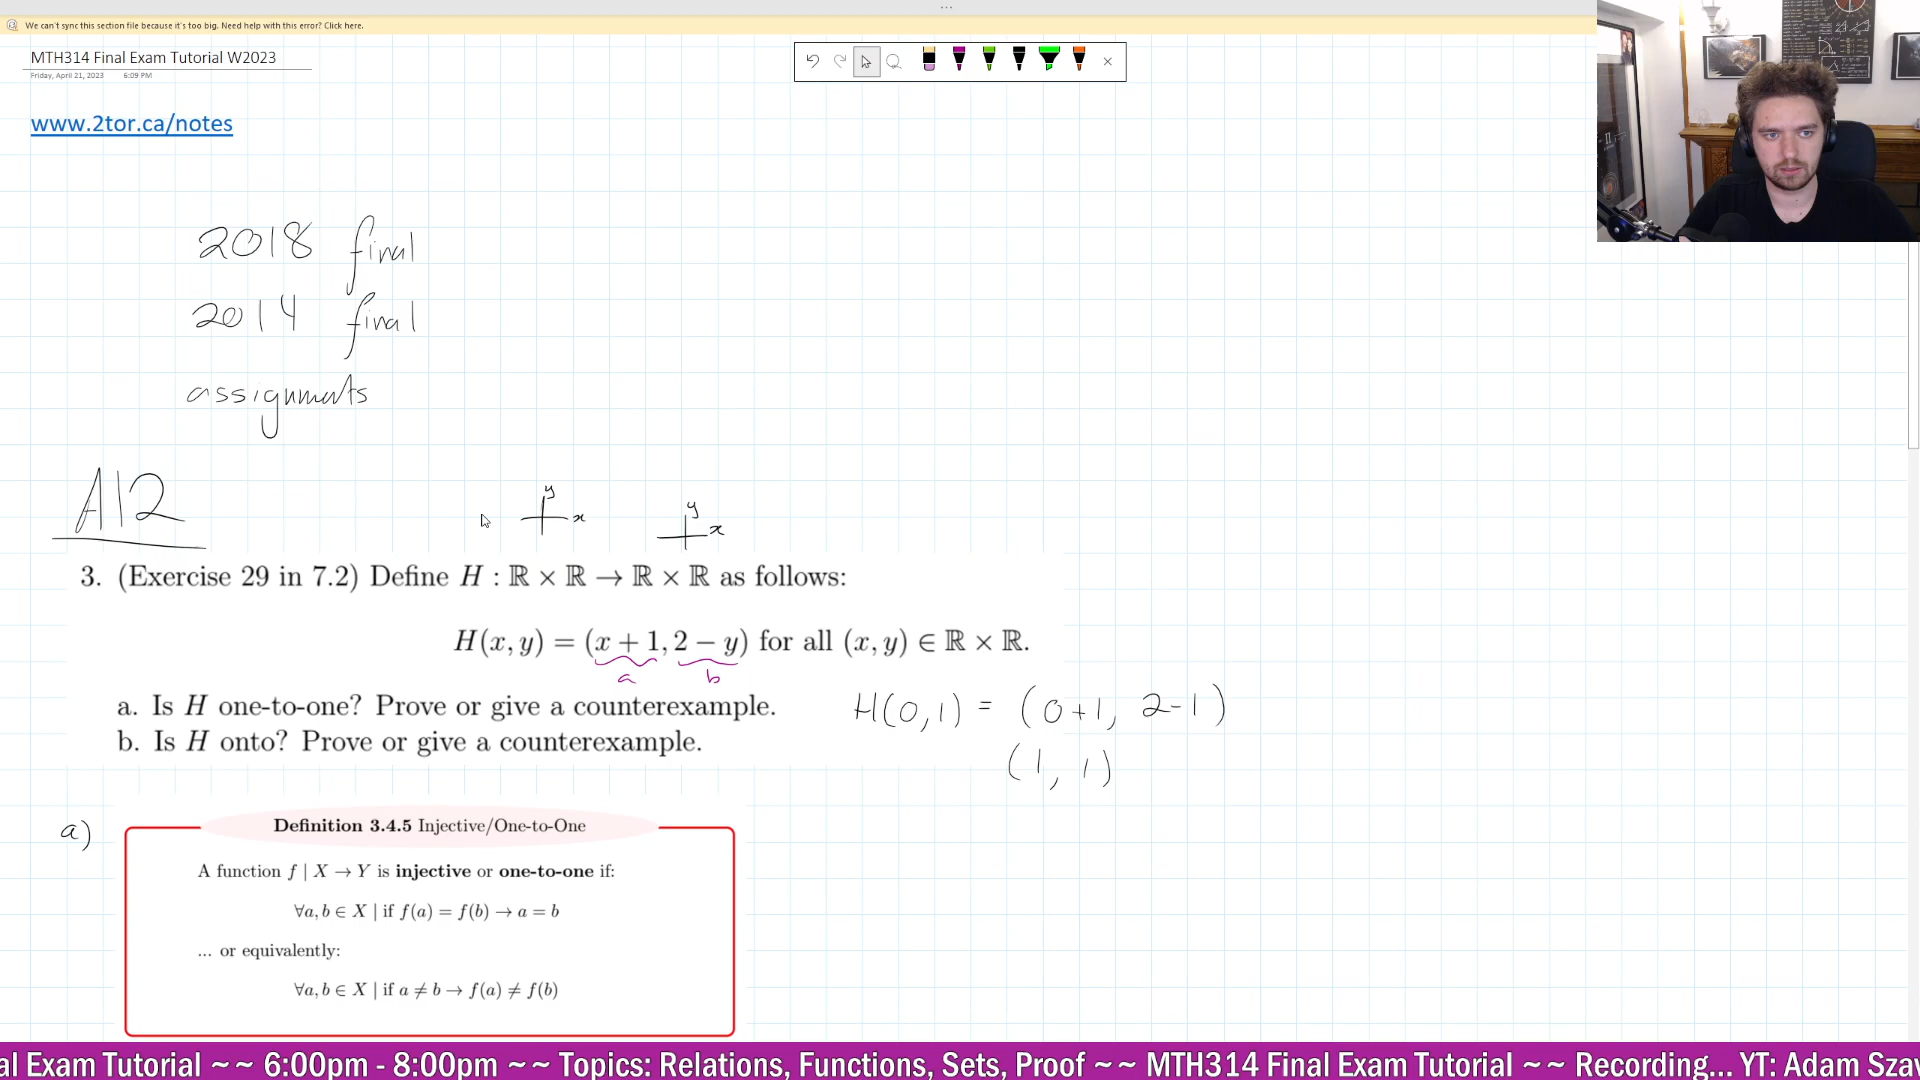 We can't sync this section file because it's too big. Need help with this error? Click here.
MTH314 Final Exam Tutorial W2023
Friday, April 21, 2023 6:09 PM
www.2tor.ca/notes
2018 final
2014 final
assignments
A12
y
x
y
x
3. (Exercise 29 in 7.2) Define H : ℝ × ℝ → ℝ × ℝ as follows:
H(x, y) = (x + 1, 2 − y) for all (x, y) ∈ ℝ × ℝ.
a b
a. Is H one-to-one? Prove or give a counterexample.
H(0,1) = (0+1, 2-1)
b. Is H onto? Prove or give a counterexample.
(1, 1)
a)
Definition 3.4.5 Injective/One-to-One
A function f | X → Y is injective or one-to-one if:
∀a, b ∈ X | if f(a) = f(b) → a = b
... or equivalently:
∀a, b ∈ X | if a ≠ b → f(a) ≠ f(b)
al Exam Tutorial ~~ 6:00pm - 8:00pm ~~ Topics: Relations, Functions, Sets, Proof ~~ MTH314 Final Exam Tutorial ~~ Recording... YT: Adam Szav